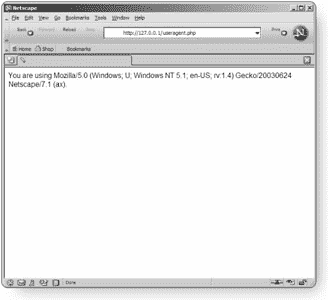 Netscape
File Edit View Go Bookmarks Tools Window Help
Back Forward Reload Stop http://127.0.0.1/useragent.php Print N
Home Shop Bookmarks
You are using Mozilla/5.0 (Windows; U; Windows NT 5.1; en-US; rv:1.4) Gecko/20030624
Netscape/7.1 (ax).
Done